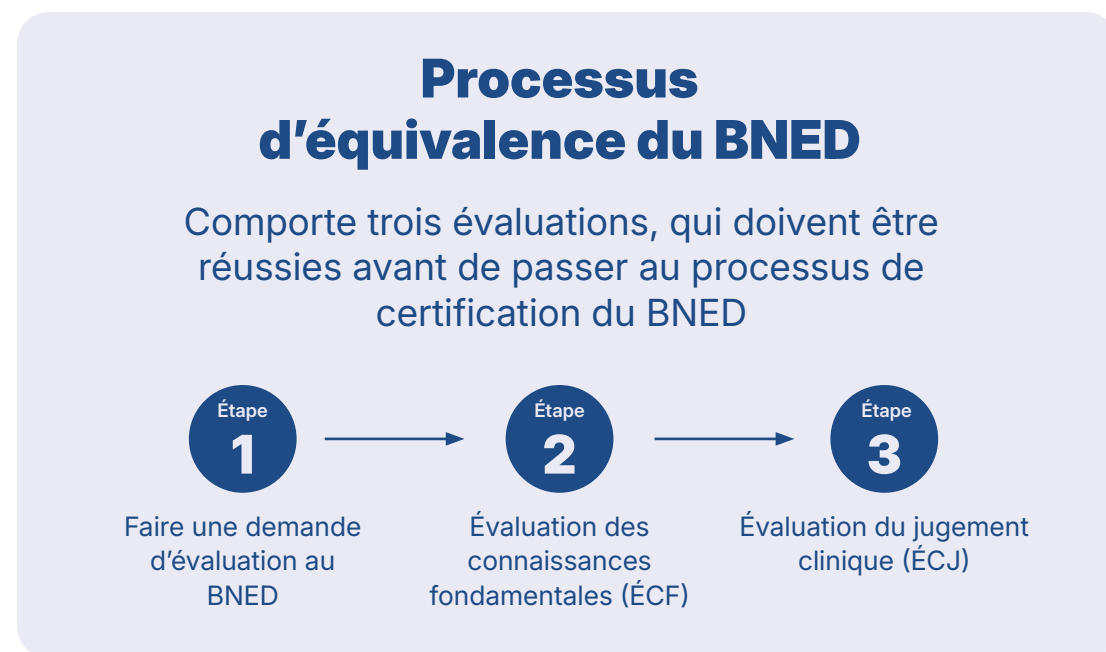 Processus
d’équivalence du BNED
Comporte trois évaluations, qui doivent être
réussies avant de passer au processus de
certification du BNED
Étape
1
Faire une demande
d’évaluation au
BNED
Étape
2
Évaluation des
connaissances
fondamentales (ÉCF)
Étape
3
Évaluation du jugement
clinique (ÉCJ)